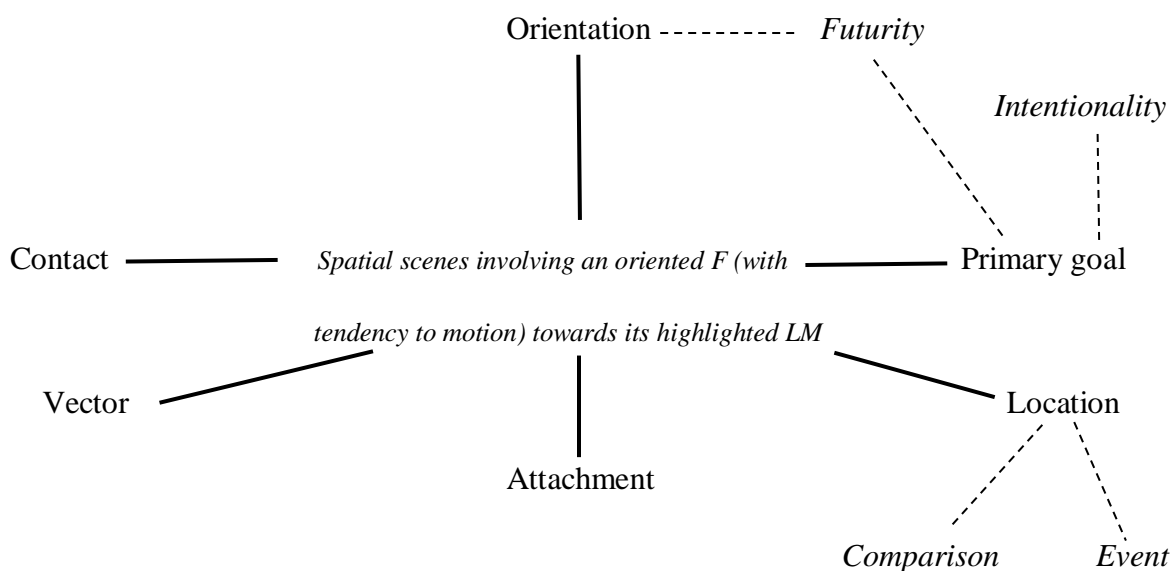 Orientation Futurity
Intentionality
Contact Spatial scenes involving an oriented F (with Primary goal
tendency to motion) towards its highlighted LM
Vector Location
Attachment
Comparison Event